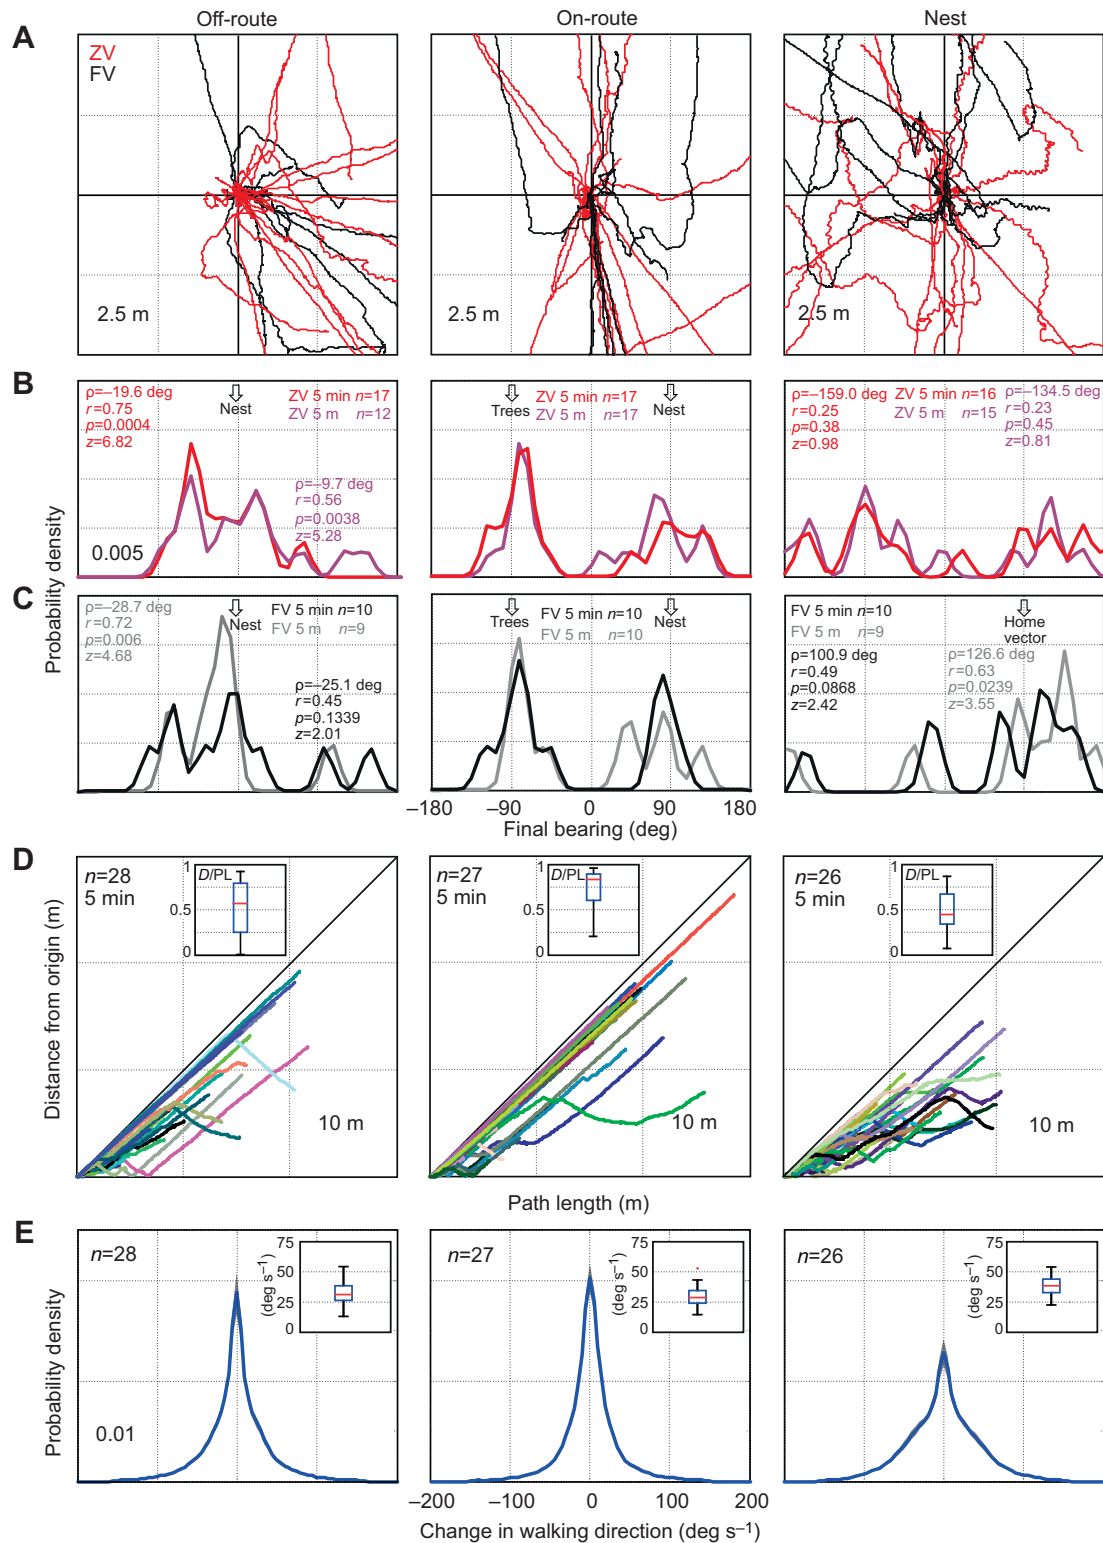 Off-route On-route Nest
A
ZV
FV
2.5 m 2.5 m 2.5 m
B
ρ=–19.6 deg
r=0.75
p=0.0004
z=6.82
Nest
ZV 5 min n=17
ZV 5 m n=12
ρ=–9.7 deg
r=0.56
p=0.0038
z=5.28
0.005
Trees
ZV 5 min n=17
ZV 5 m n=17
Nest
ρ=–159.0 deg
r=0.25
p=0.38
z=0.98
ZV 5 min n=16
ZV 5 m n=15
ρ=–134.5 deg
r=0.23
p=0.45
z=0.81
Probability density
C
ρ=–28.7 deg
r=0.72
p=0.006
z=4.68
Nest
FV 5 min n=10
FV 5 m n=9
ρ=–25.1 deg
r=0.45
p=0.1339
z=2.01
Trees
FV 5 min n=10
FV 5 m n=10
Nest
FV 5 min n=10
FV 5 m n=9
Home
vector
ρ=100.9 deg
r=0.49
p=0.0868
z=2.42
ρ=126.6 deg
r=0.63
p=0.0239
z=3.55
–180 –90 0 90 180
Final bearing (deg)
D
Distance from origin (m)
n=28
5 min
1
D/PL
0.5
0
10 m
n=27
5 min
1
D/PL
0.5
0
10 m
n=26
5 min
1
D/PL
0.5
0
10 m
Path length (m)
E
Probability density
n=28
(deg s–1)
75
50
25
0
0.01
n=27
(deg s–1)
75
50
25
0
n=26
(deg s–1)
75
50
25
0
–200 –100 0 100 200
Change in walking direction (deg s–1)